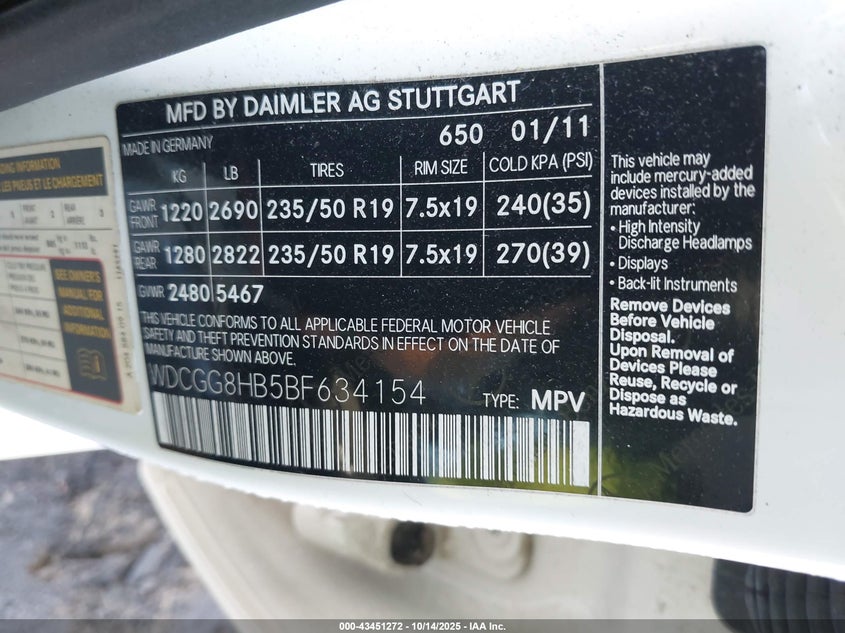 MFD BY DAIMLER AG STUTTGART
MADE IN GERMANY 650 01/11
KG LB TIRES RIM SIZE COLD KPA (PSI)
GAWR FRONT 1220 2690 235/50 R19 7.5x19 240(35)
GAWR REAR 1280 2822 235/50 R19 7.5x19 270(39)
GVWR 2480 5467
THIS VEHICLE CONFORMS TO ALL APPLICABLE FEDERAL MOTOR VEHICLE
SAFETY AND THEFT PREVENTION STANDARDS IN EFFECT ON THE DATE OF
MANUFACTURE SHOWN ABOVE.
WDCGG8HB5BF634154 TYPE: MPV
This vehicle may
include mercury-added
devices installed by the
manufacturer:
• High Intensity
Discharge Headlamps
• Displays
• Back-lit Instruments
Remove Devices
Before Vehicle
Disposal.
Upon Removal of
Devices Please
Reuse, Recycle or
Dispose as
Hazardous Waste.
SEE OWNER'S
MANUAL FOR
ADDITIONAL
INFORMATION
000-43451272 - 10/14/2025 - IAA Inc.